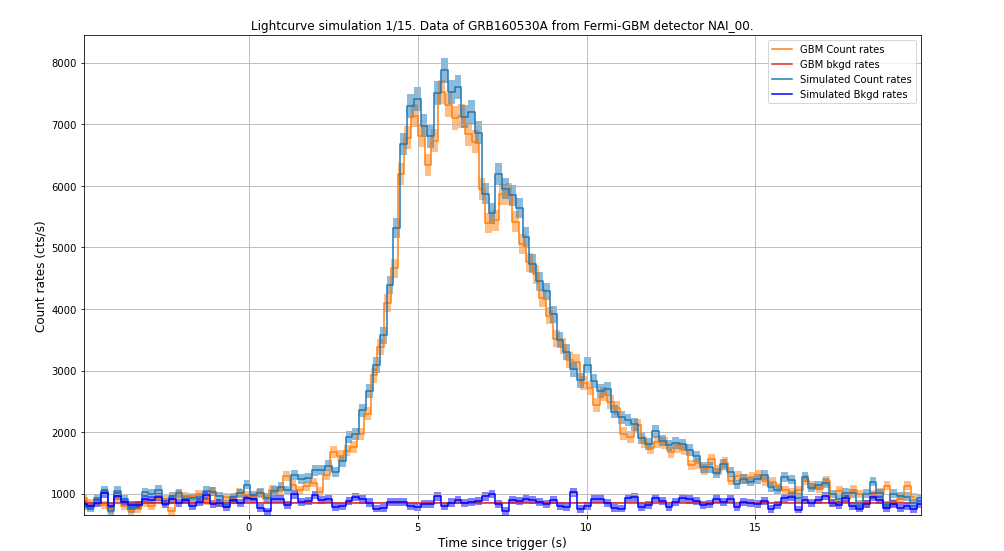 Lightcurve simulation 1/15. Data of GRB160530A from Fermi-GBM detector NAI_00.
GBM Count rates
GBM bkgd rates
Simulated Count rates
Simulated Bkgd rates
8000
7000
6000
5000
4000
3000
2000
1000
Count rates (cts/s)
0
5
10
15
Time since trigger (s)